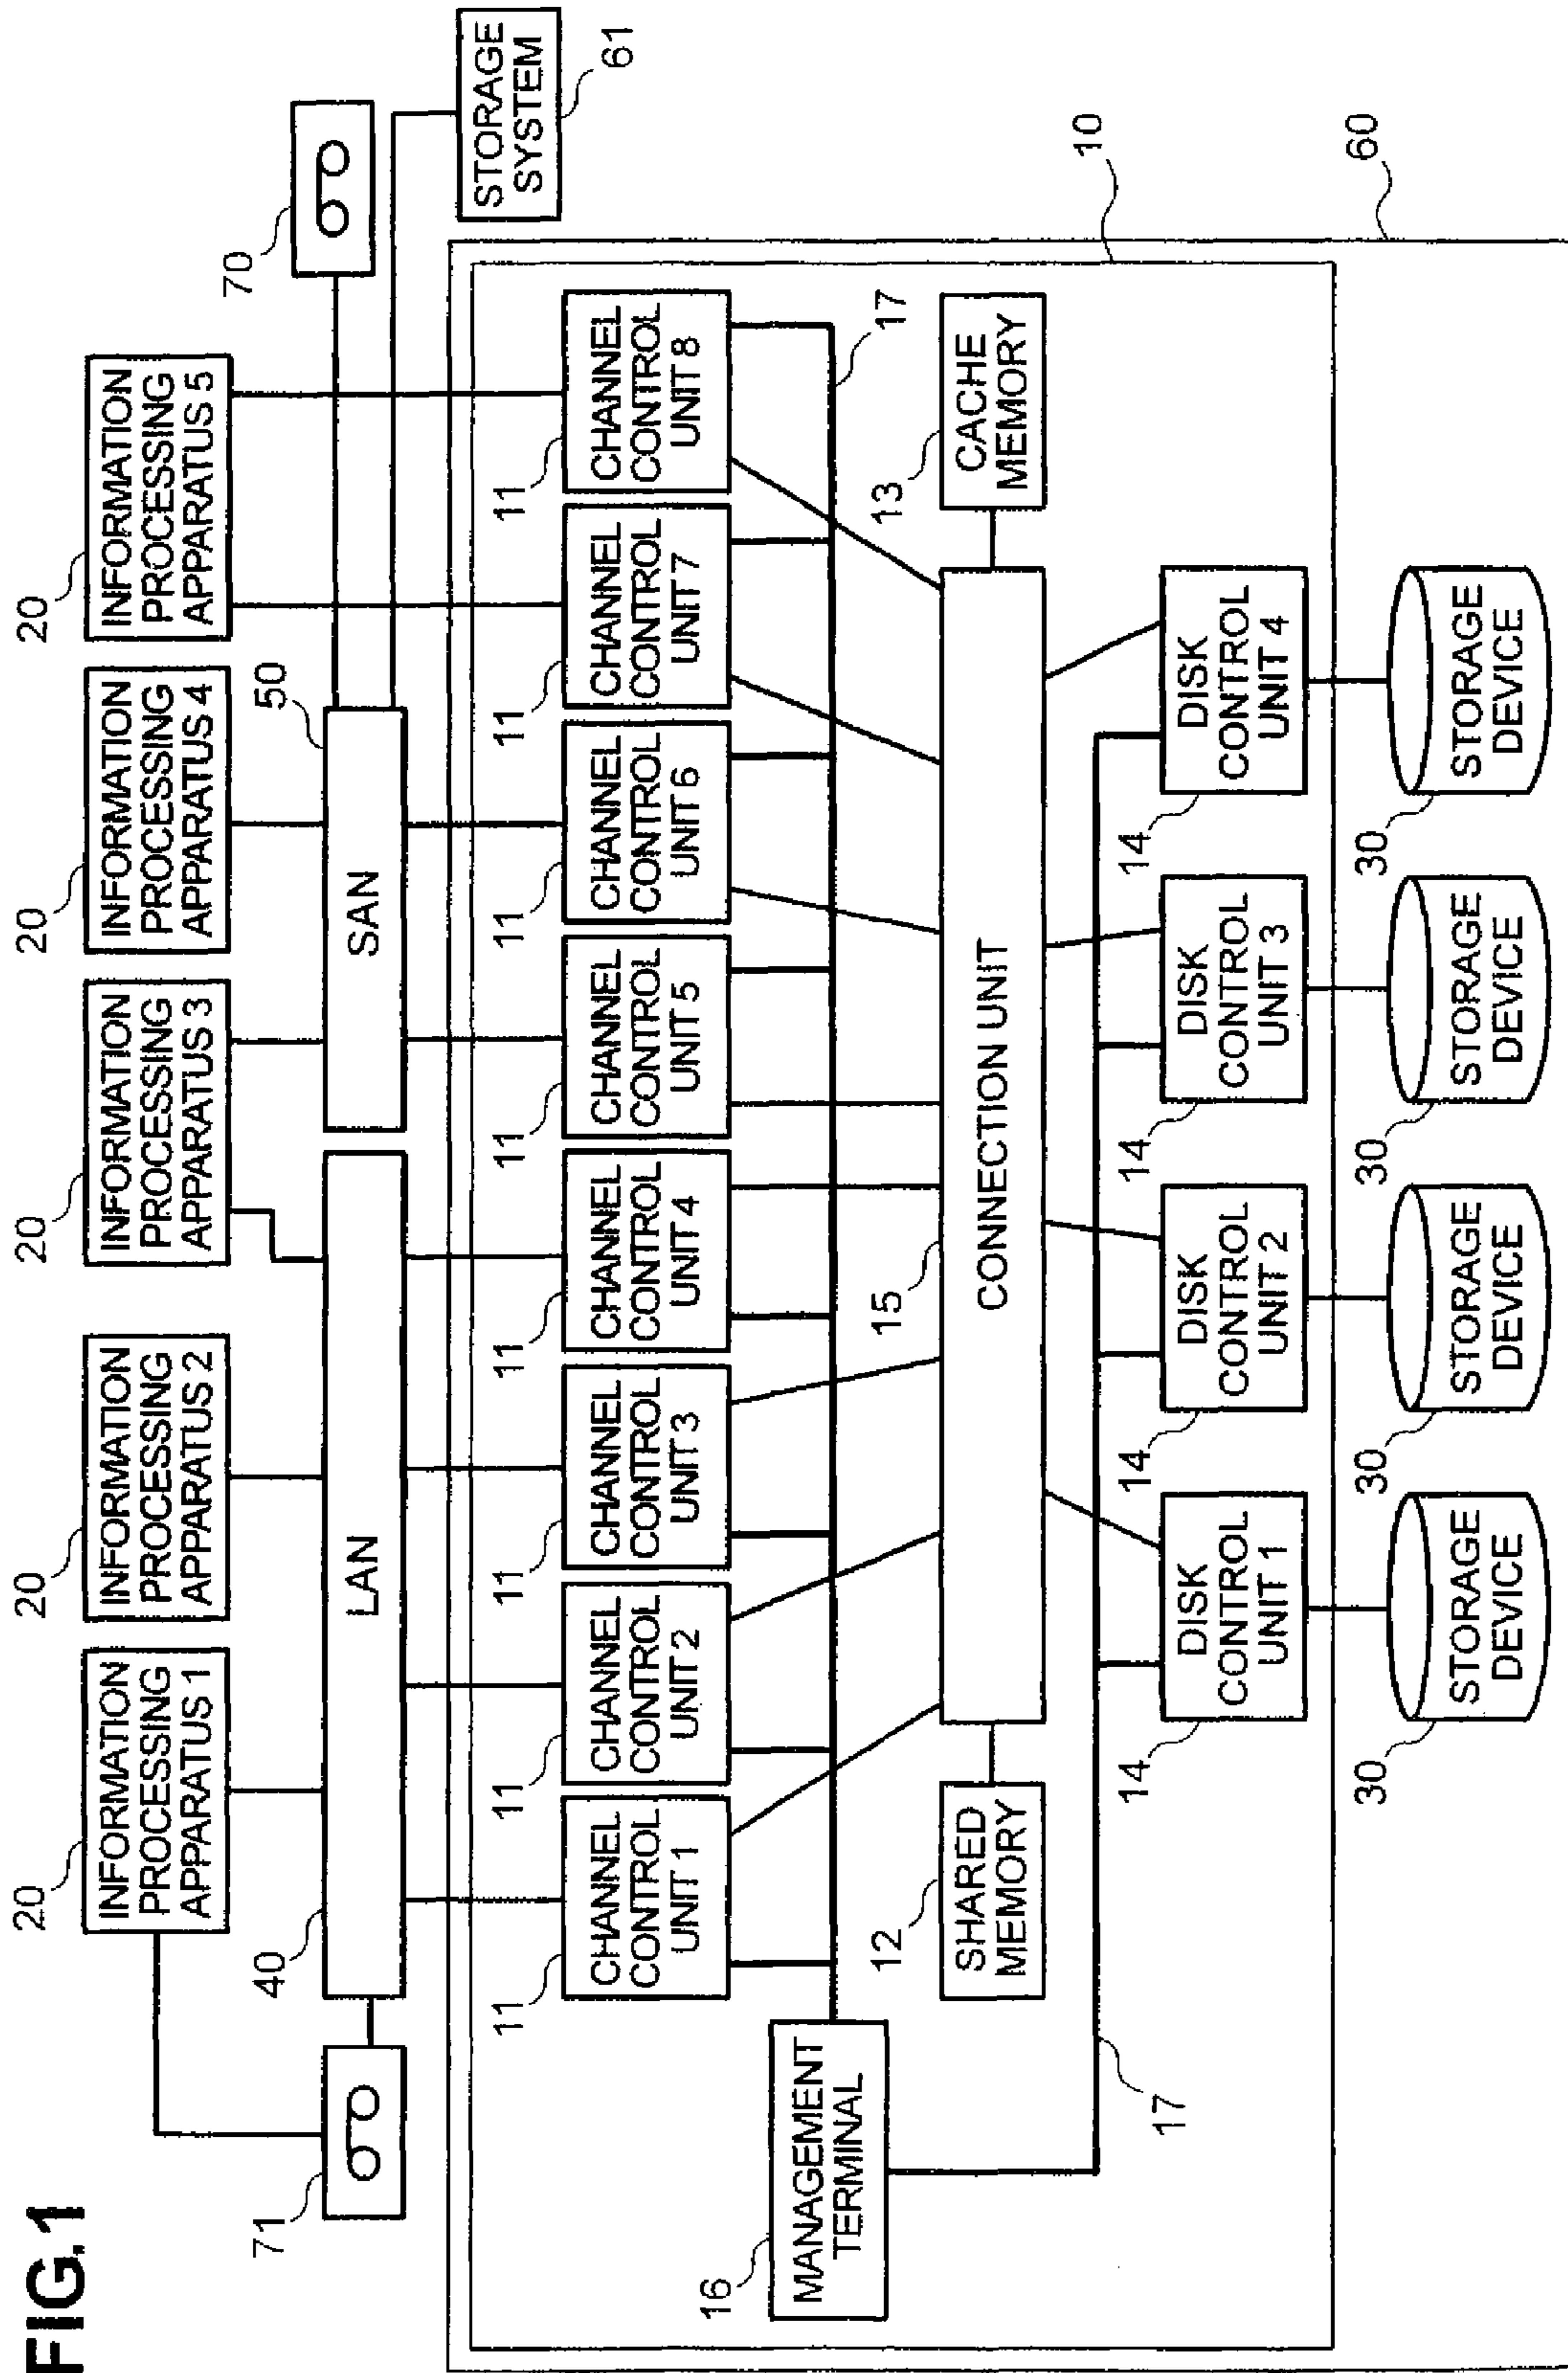 FIG.1
20
INFORMATION
PROCESSING
APPARATUS 1
20
INFORMATION
PROCESSING
APPARATUS 2
20
INFORMATION
PROCESSING
APPARATUS 3
20
INFORMATION
PROCESSING
APPARATUS 4
20
INFORMATION
PROCESSING
APPARATUS 5
71
40
LAN
50
SAN
70
STORAGE
SYSTEM
61
11
CHANNEL
CONTROL
UNIT 1
11
CHANNEL
CONTROL
UNIT 2
11
CHANNEL
CONTROL
UNIT 3
11
CHANNEL
CONTROL
UNIT 4
11
CHANNEL
CONTROL
UNIT 5
11
CHANNEL
CONTROL
UNIT 6
11
CHANNEL
CONTROL
UNIT 7
11
CHANNEL
CONTROL
UNIT 8
16
MANAGEMENT
TERMINAL
17
12
SHARED
MEMORY
15
CONNECTION UNIT
13
CACHE
MEMORY
10
17
14
DISK
CONTROL
UNIT 1
14
DISK
CONTROL
UNIT 2
14
DISK
CONTROL
UNIT 3
14
DISK
CONTROL
UNIT 4
60
30
STORAGE
DEVICE
30
STORAGE
DEVICE
30
STORAGE
DEVICE
30
STORAGE
DEVICE